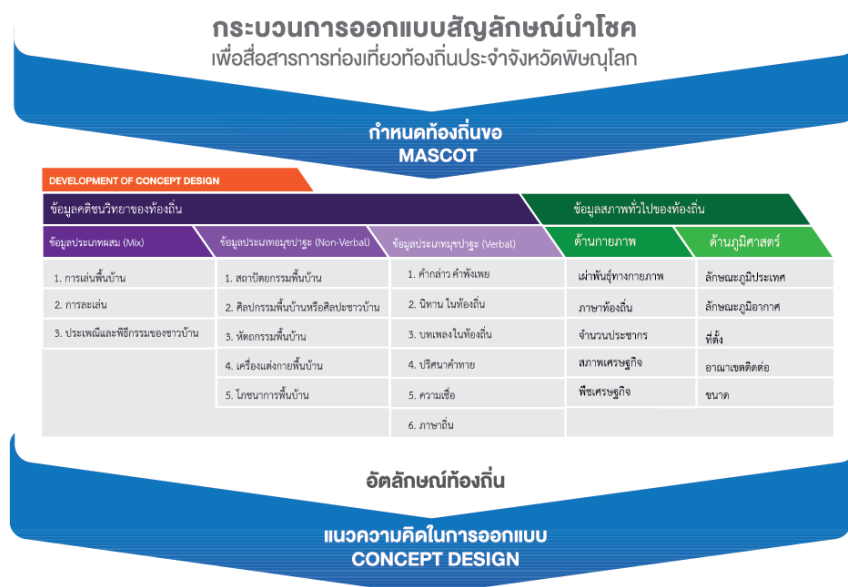 กระบวนการออกแบบสัญลักษณ์นำโชค
เพื่อสื่อสารการท่องเที่ยวท้องถิ่นประจำจังหวัดพิษณุโลก
กำหนดท้องถิ่นขอ
MASCOT
DEVELOPMENT OF CONCEPT DESIGN
ข้อมูลคติชนวิทยาของท้องถิ่น
ข้อมูลสภาพทั่วไปของท้องถิ่น
ข้อมูลประเภทผสม (Mix)
ข้อมูลประเภทอมุขปาฐะ (Non-Verbal)
ข้อมูลประเภทมุขปาฐะ (Verbal)
ด้านกายภาพ
ด้านภูมิศาสตร์
1. การเล่นพื้นบ้าน
2. การละเล่น
3. ประเพณีและพิธีกรรมของชาวบ้าน
1. สถาปัตยกรรมพื้นบ้าน
2. ศิลปกรรมพื้นบ้านหรือศิลปะชาวบ้าน
3. หัตถกรรมพื้นบ้าน
4. เครื่องแต่งกายพื้นบ้าน
5. โภชนาการพื้นบ้าน
1. คำกล่าว คำพังเพย
2. นิทาน ในท้องถิ่น
3. บทเพลงในท้องถิ่น
4. ปริศนาคำทาย
5. ความเชื่อ
6. ภาษาถิ่น
เผ่าพันธุ์ทางกายภาพ
ภาษาท้องถิ่น
จำนวนประชากร
สภาพเศรษฐกิจ
พืชเศรษฐกิจ
ลักษณะภูมิประเทศ
ลักษณะภูมิอากาศ
ที่ตั้ง
อาณาเขตติดต่อ
ขนาด
อัตลักษณ์ท้องถิ่น
แนวความคิดในการออกแบบ
CONCEPT DESIGN